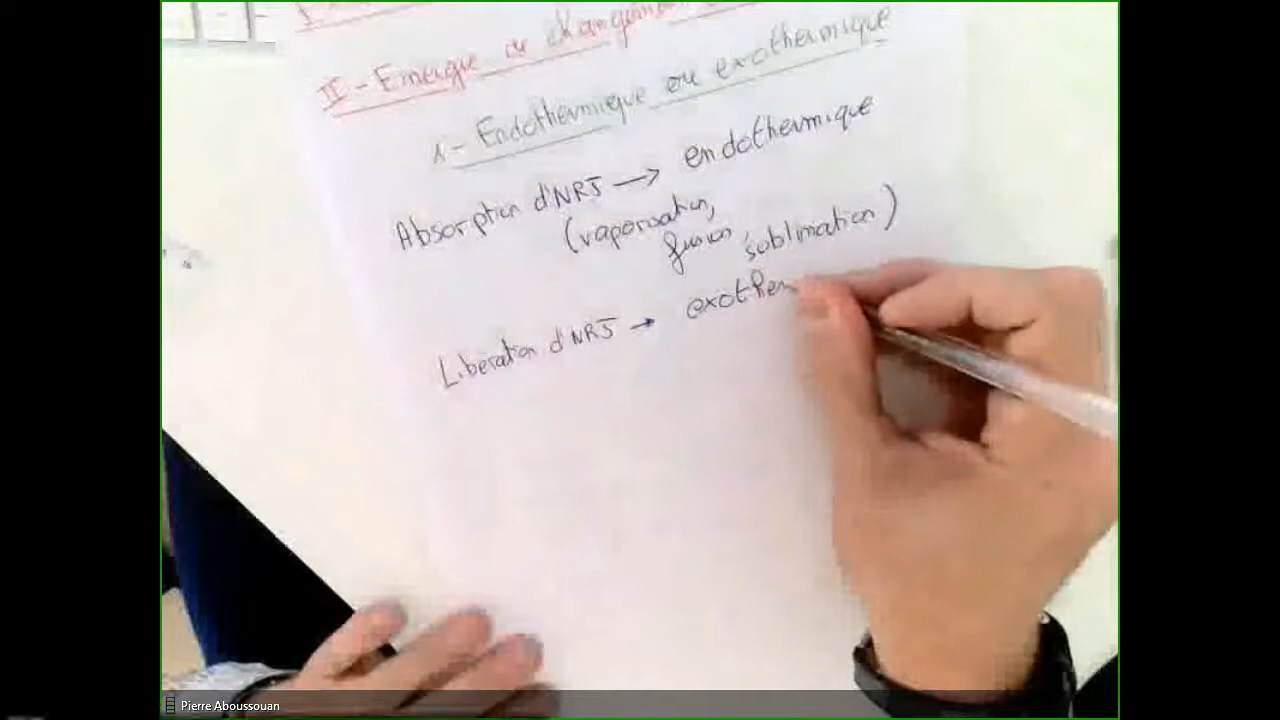 II - Energie de changement
1 - Endothermique ou exothermique
Absorption d'NRJ → endothermique
(vaporisation,
fusion, sublimation)
Libération d'NRJ → exother
Pierre Aboussouan